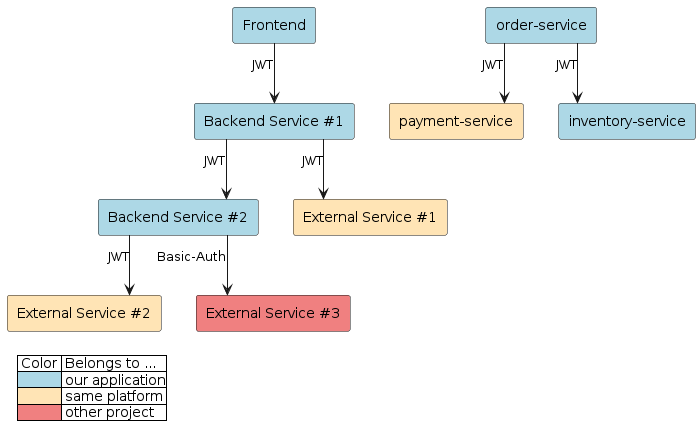 Frontend
order-service
JWT
JWT
JWT
Backend Service #1
payment-service
inventory-service
JWT
JWT
Backend Service #2
External Service #1
JWT
Basic-Auth
External Service #2
External Service #3
Color Belongs to ...
our application
same platform
other project